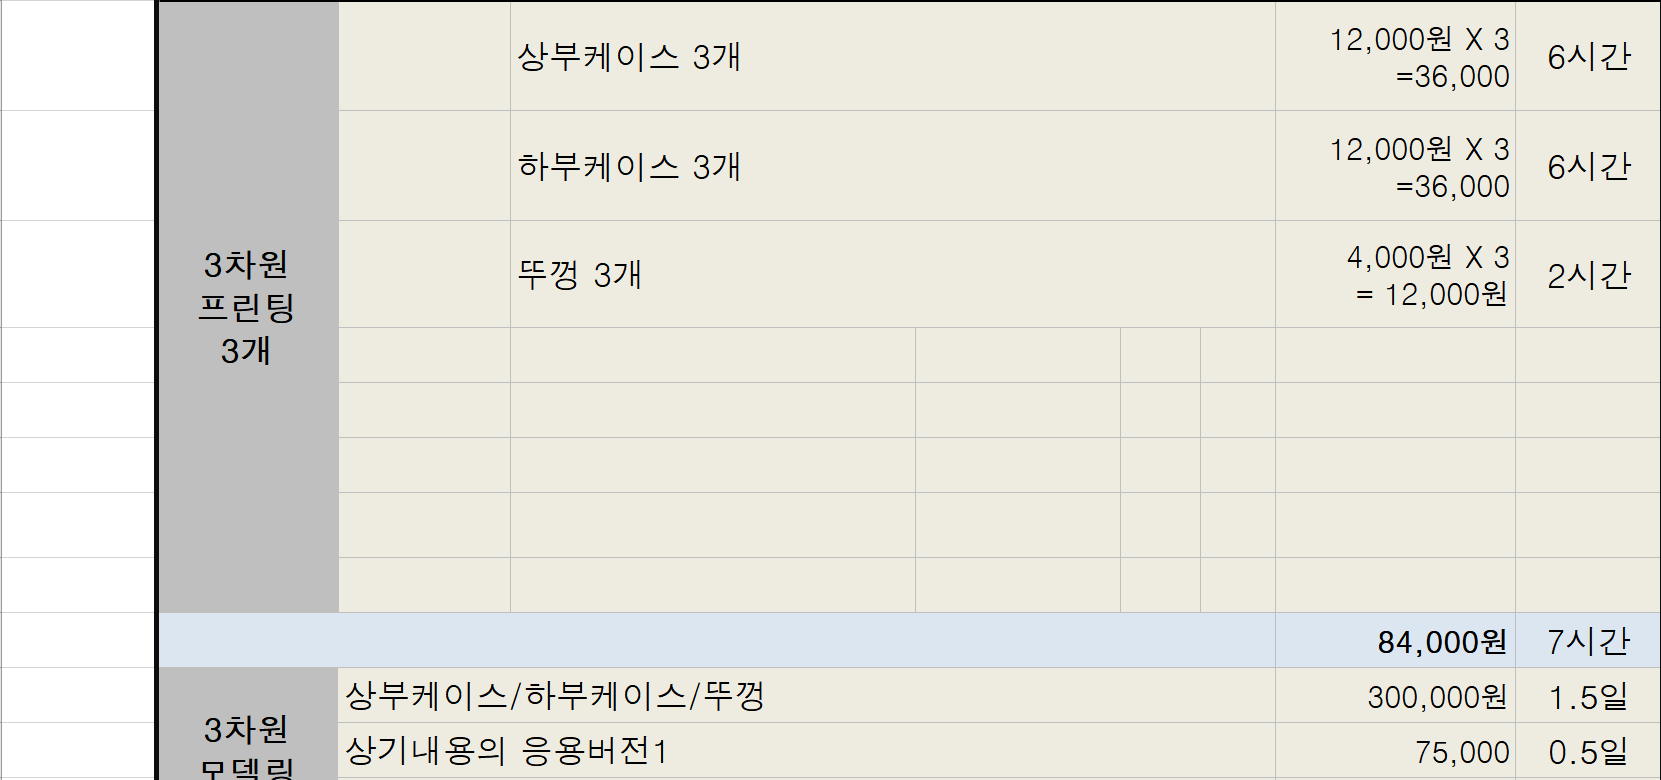 상부케이스 3개
12,000원 X 3
=36,000
6시간
하부케이스 3개
12,000원 X 3
=36,000
6시간
3차원
프린팅
3개
뚜껑 3개
4,000원 X 3
= 12,000원
2시간
84,000원
7시간
3차원
모델링
상부케이스/하부케이스/뚜껑
300,000원
1.5일
상기내용의 응용버전1
75,000
0.5일